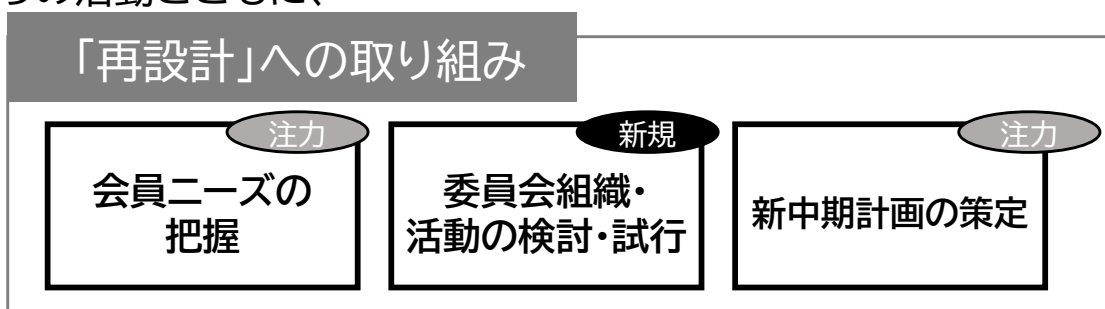 「再設計」への取り組み
注力
会員ニーズの
把握
新規
委員会組織・
活動の検討・試行
注力
新中期計画の策定